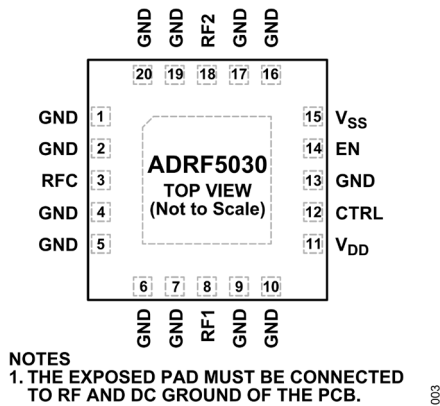 GND GND RF2 GND GND
20 19 18 17 16
GND 1
GND 2
RFC 3
GND 4
GND 5
ADRF5030
TOP VIEW
(Not to Scale)
15 VSS
14 EN
13 GND
12 CTRL
11 VDD
6 7 8 9 10
GND GND RF1 GND GND
NOTES
1. THE EXPOSED PAD MUST BE CONNECTED
TO RF AND DC GROUND OF THE PCB.
003